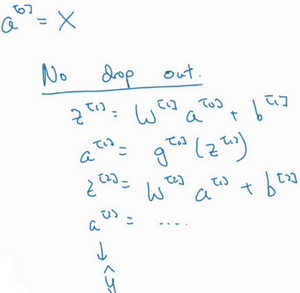 a^[0] = X
No drop out.
z^[1] = W^[1] a^[0] + b^[1]
a^[1] = g^[1] (z^[1])
z^[2] = W^[2] a^[1] + b^[2]
a^[2] = ....
↓
ŷ